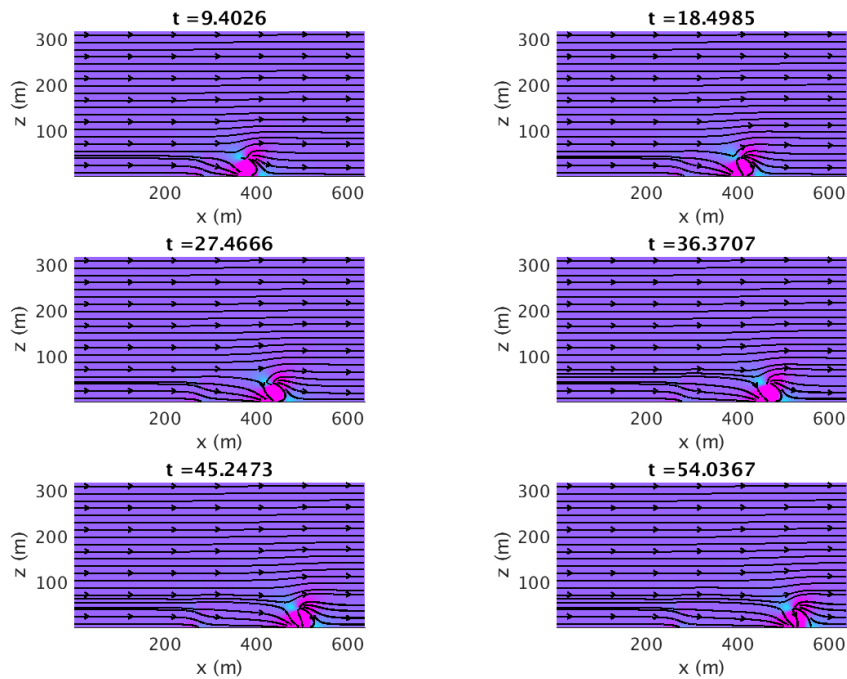 t =9.4026
300
200
100
z (m)
200 400 600
x (m)
t =18.4985
300
200
100
z (m)
200 400 600
x (m)
t =27.4666
300
200
100
z (m)
200 400 600
x (m)
t =36.3707
300
200
100
z (m)
200 400 600
x (m)
t =45.2473
300
200
100
z (m)
200 400 600
x (m)
t =54.0367
300
200
100
z (m)
200 400 600
x (m)